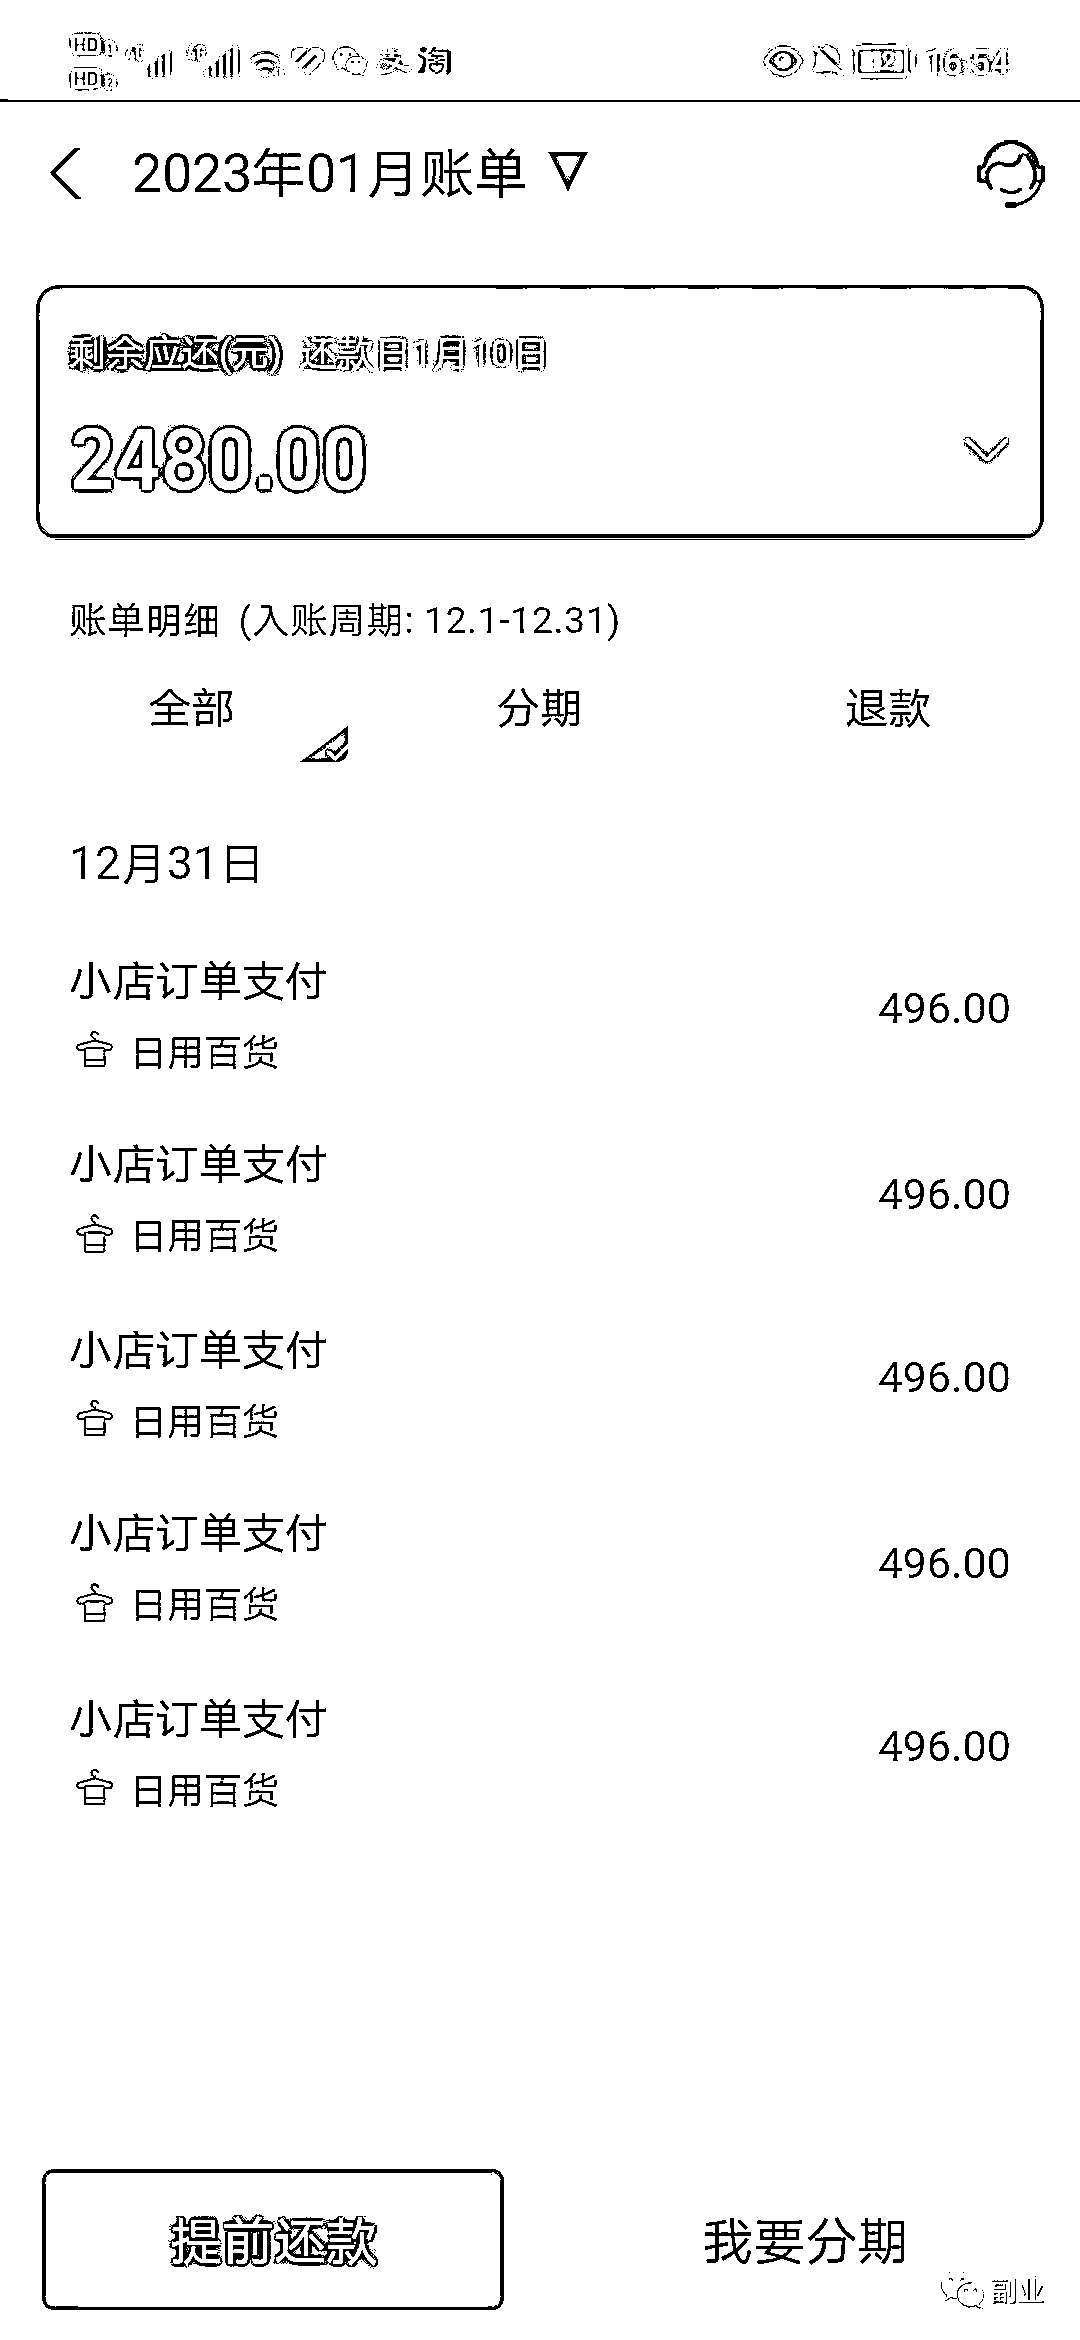 HD1
HD2
支 淘
16:54
2023年01月账单
剩余应还(元) 还款日1月10日
2480.00
账单明细 (入账周期: 12.1-12.31)
全部 分期 退款
12月31日
小店订单支付
496.00
日用百货
小店订单支付
496.00
日用百货
小店订单支付
496.00
日用百货
小店订单支付
496.00
日用百货
小店订单支付
496.00
日用百货
提前还款 我要分期
副业